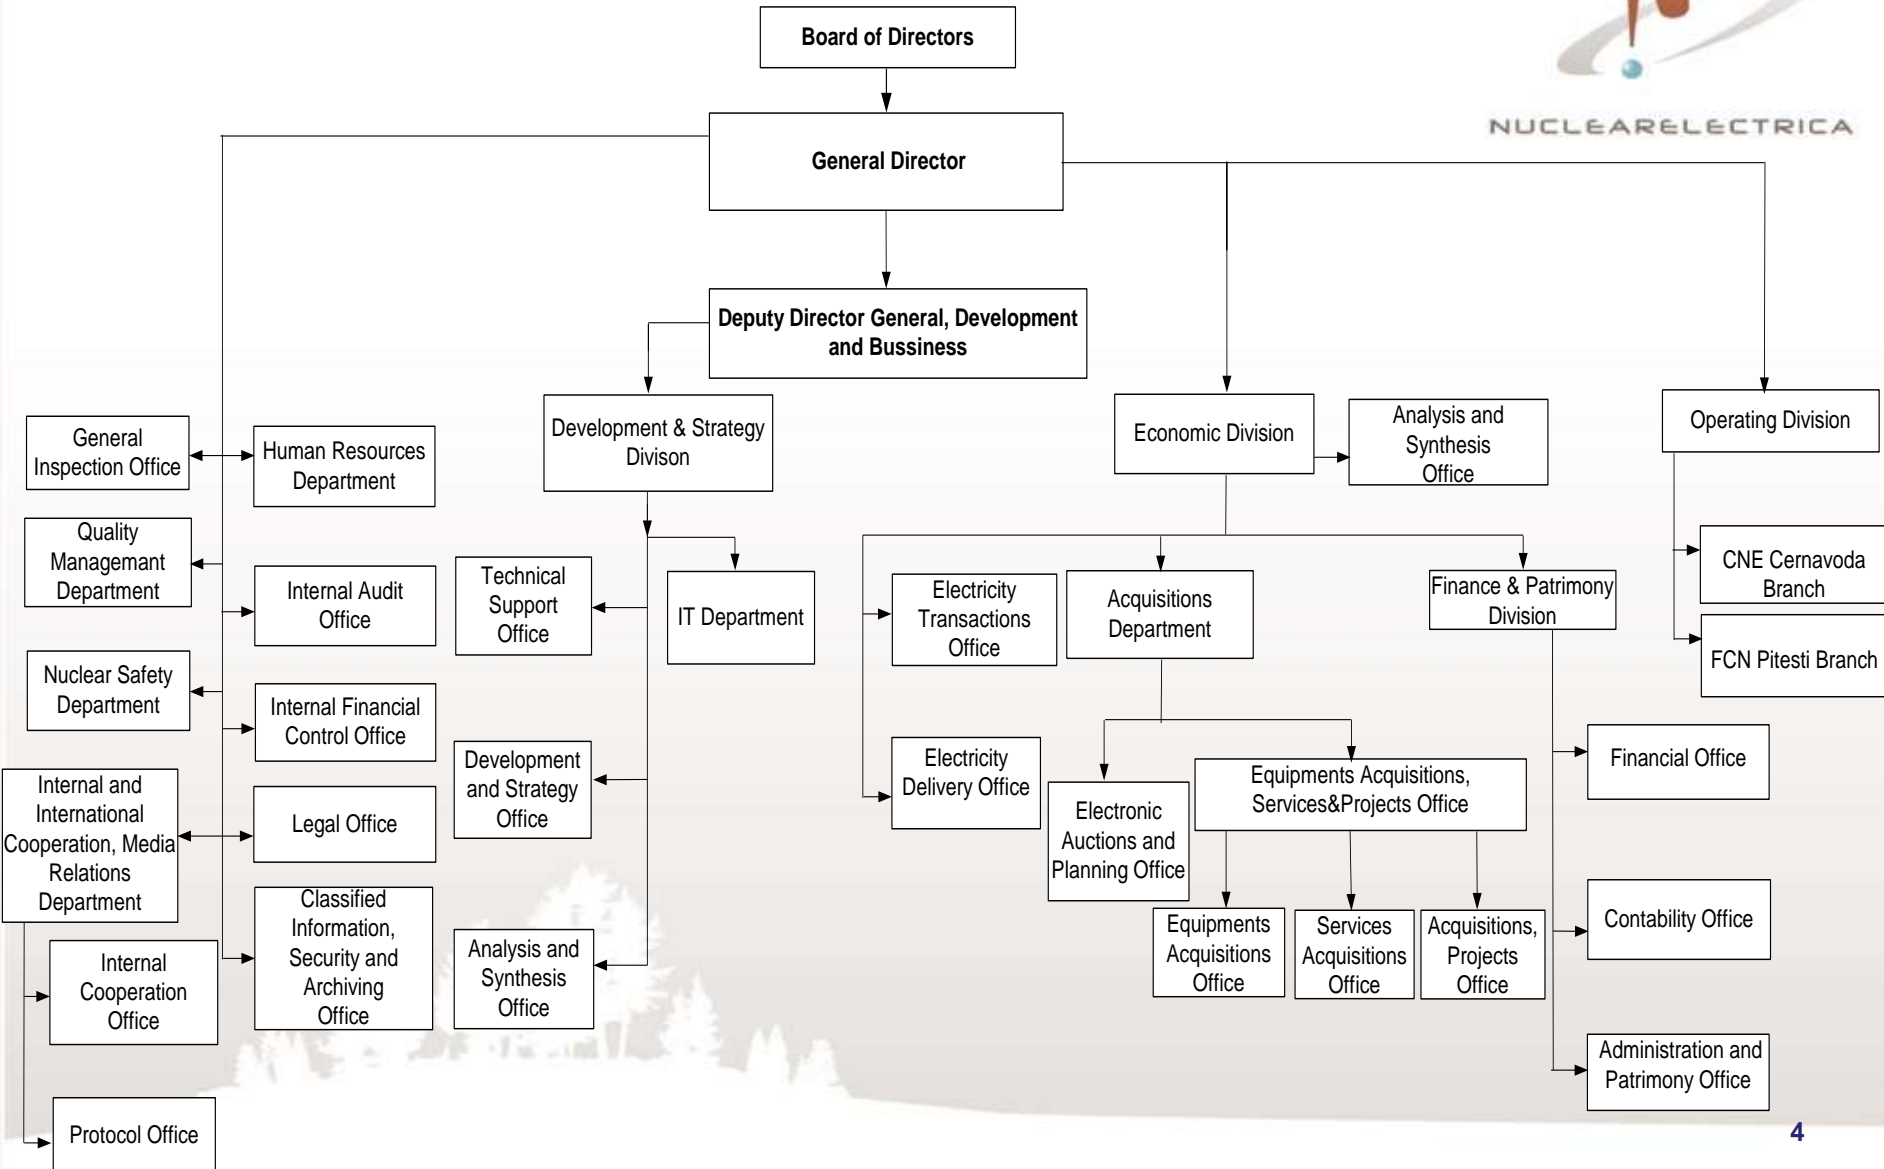 Board of Directors
NUCLEARELECTRICA
General Director
Deputy Director General, Development
and Bussiness
General
Inspection Office
Human Resources
Department
Development & Strategy
Divison
Economic Division
Analysis and
Synthesis
Office
Operating Division
Quality
Managemant
Department
Internal Audit
Office
Technical
Support
Office
IT Department
Electricity
Transactions
Office
Acquisitions
Department
Finance & Patrimony
Division
CNE Cernavoda
Branch
FCN Pitesti Branch
Nuclear Safety
Department
Internal Financial
Control Office
Development
and Strategy
Office
Electricity
Delivery Office
Electronic
Auctions and
Planning Office
Equipments Acquisitions,
Services&Projects Office
Financial Office
Internal and
International
Cooperation, Media
Relations
Department
Legal Office
Classified
Information,
Security and
Archiving
Office
Analysis and
Synthesis
Office
Equipments
Acquisitions
Office
Services
Acquisitions
Office
Acquisitions,
Projects
Office
Contability Office
Internal
Cooperation
Office
Administration and
Patrimony Office
Protocol Office
4